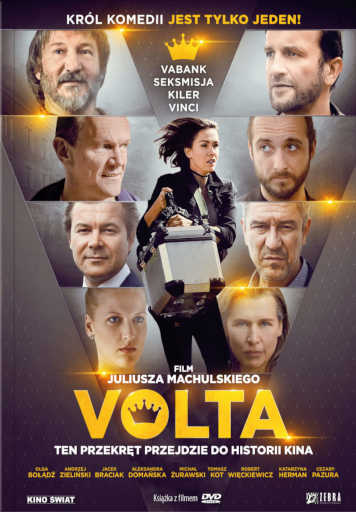 KRÓL KOMEDII JEST TYLKO JEDEN!
VABANK
SEKSMISJA
KILER
VINCI
FILM
JULIUSZA MACHULSKIEGO
VOLTA
TEN PRZEKRĘT PRZEJDZIE DO HISTORII KINA
OLGA BOŁĄDŹ
ANDRZEJ ZIELIŃSKI
JACEK BRACIAK
ALEKSANDRA DOMAŃSKA
MICHAŁ ŻURAWSKI
TOMASZ KOT
ROBERT WIĘCKIEWICZ
KATARZYNA HERMAN
CEZARY PAZURA
KINO ŚWIAT
Książka z filmem
DVD
ZEBRA